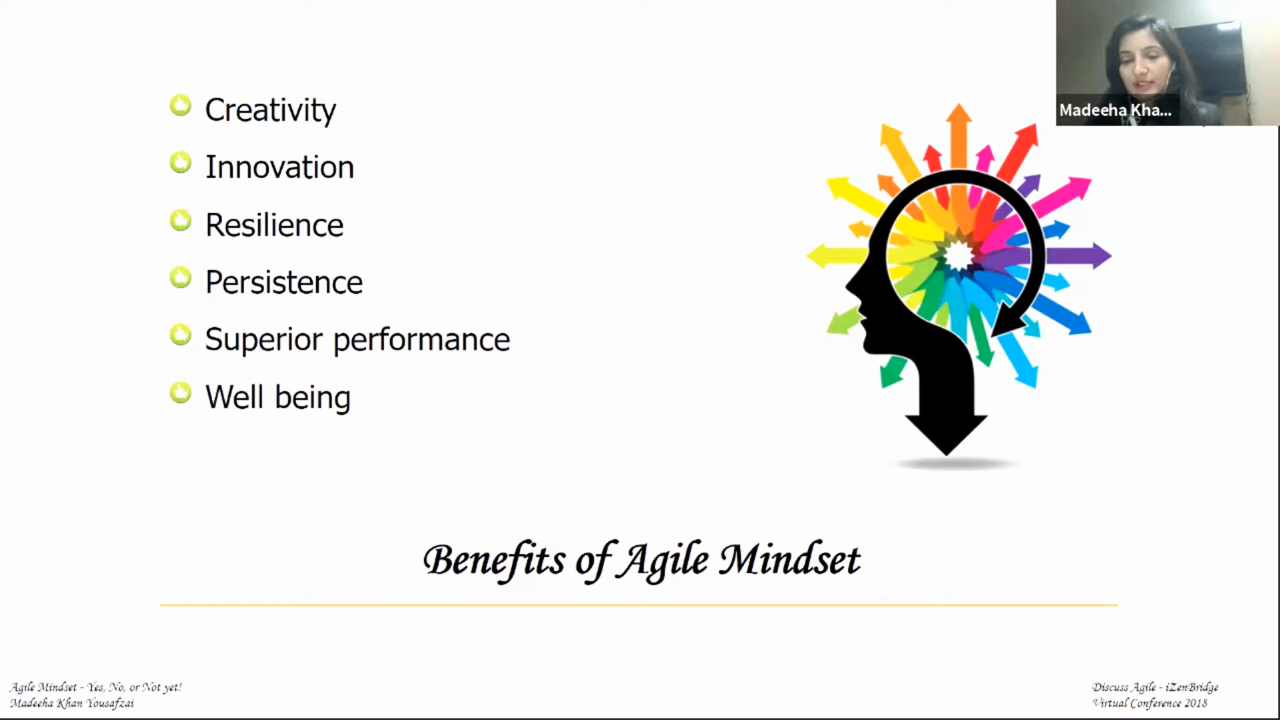 Creativity
Innovation
Resilience
Persistence
Superior performance
Well being
Madeeha Kha...
Benefits of Agile Mindset
Agile Mindset - Yes, No, or Not yet!
Madeeha Khan Yousafzai
Discuss Agile - iZenBridge
Virtual Conference 2018